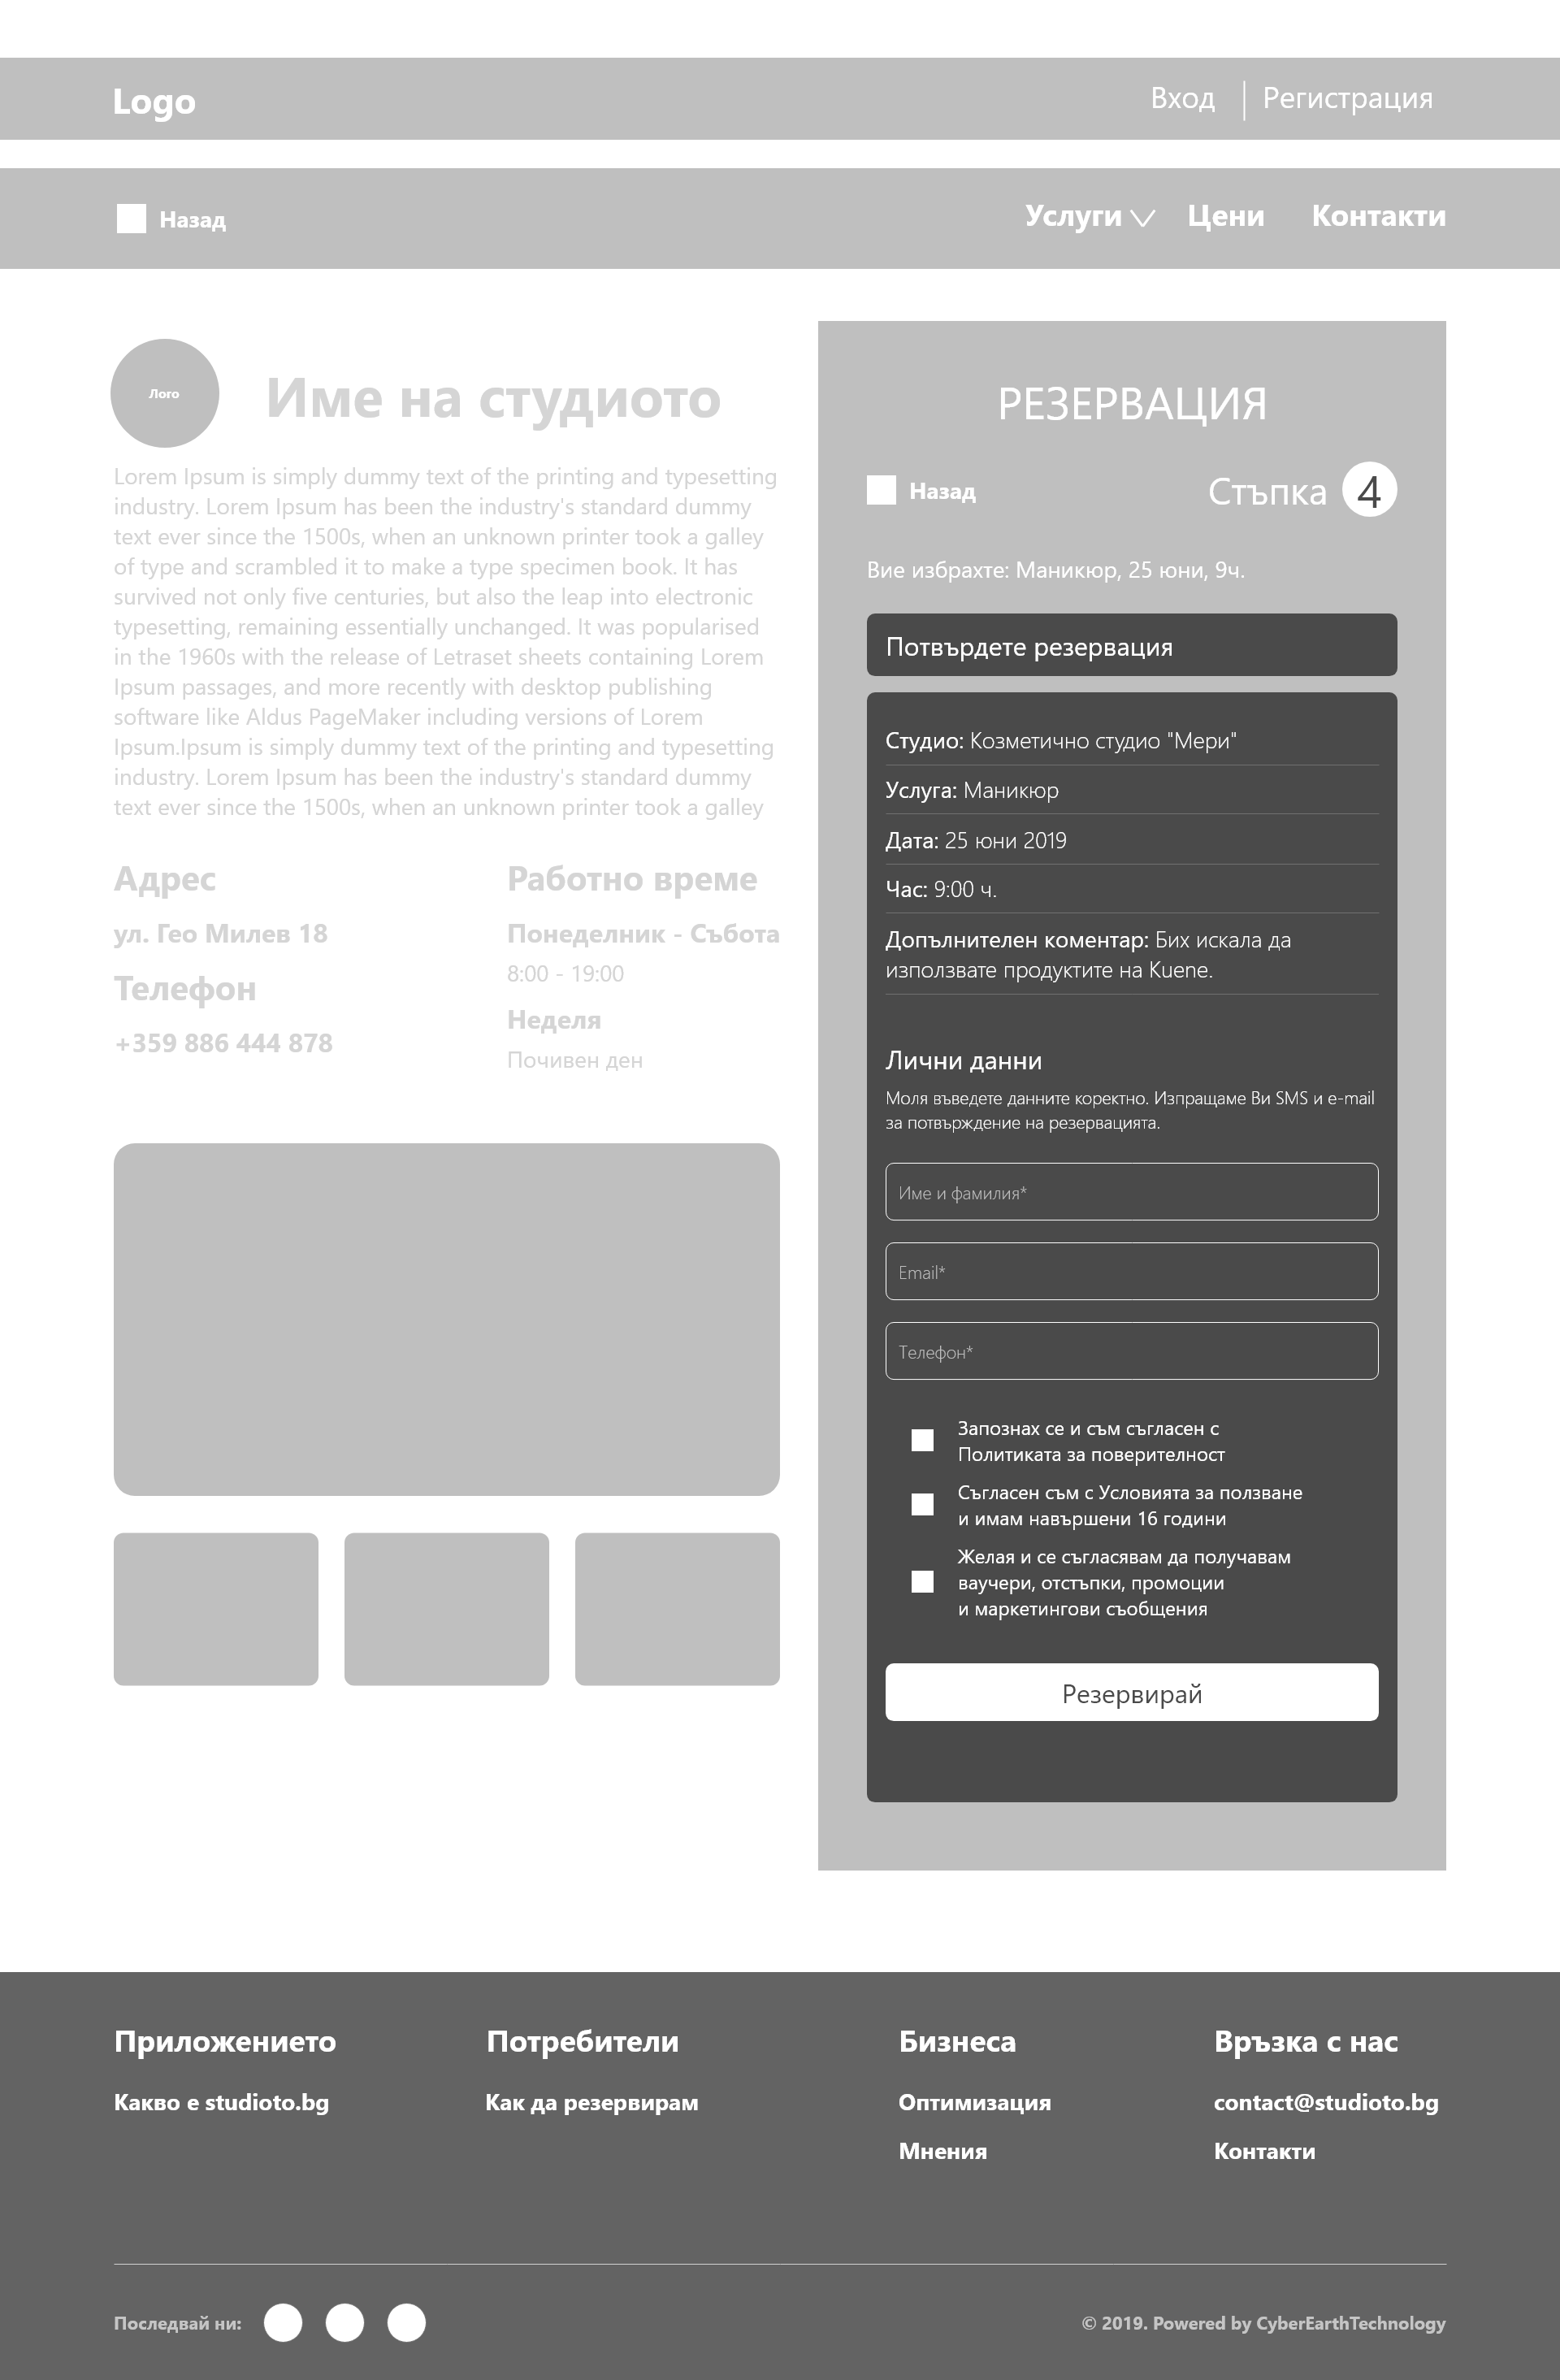 Logo
Вход
Регистрация
Назад
Услуги
Цени
Контакти
Лого
Име на студиото
Lorem Ipsum is simply dummy text of the printing and typesetting
industry. Lorem Ipsum has been the industry's standard dummy
text ever since the 1500s, when an unknown printer took a galley
of type and scrambled it to make a type specimen book. It has
survived not only five centuries, but also the leap into electronic
typesetting, remaining essentially unchanged. It was popularised
in the 1960s with the release of Letraset sheets containing Lorem
Ipsum passages, and more recently with desktop publishing
software like Aldus PageMaker including versions of Lorem
Ipsum.Ipsum is simply dummy text of the printing and typesetting
industry. Lorem Ipsum has been the industry's standard dummy
text ever since the 1500s, when an unknown printer took a galley
Адрес
ул. Гео Милев 18
Телефон
+359 886 444 878
Работно време
Понеделник - Събота
8:00 - 19:00
Неделя
Почивен ден
РЕЗЕРВАЦИЯ
Назад
Стъпка 4
Вие избрахте: Маникюр, 25 юни, 9ч.
Потвърдете резервация
Студио: Козметично студио "Мери"
Услуга: Маникюр
Дата: 25 юни 2019
Час: 9:00 ч.
Допълнителен коментар: Бих искала да
използвате продуктите на Kuene.
Лични данни
Моля въведете данните коректно. Изпращаме Ви SMS и e-mail
за потвърждение на резервацията.
Име и фамилия*
Email*
Телефон*
Запознах се и съм съгласен с
Политиката за поверителност
Съгласен съм с Условията за ползване
и имам навършени 16 години
Желая и се съгласявам да получавам
ваучери, отстъпки, промоции
и маркетингови съобщения
Резервирай
Приложението
Какво е studioto.bg
Потребители
Как да резервирам
Бизнеса
Оптимизация
Мнения
Връзка с нас
contact@studioto.bg
Контакти
Последвай ни:
© 2019. Powered by CyberEarthTechnology